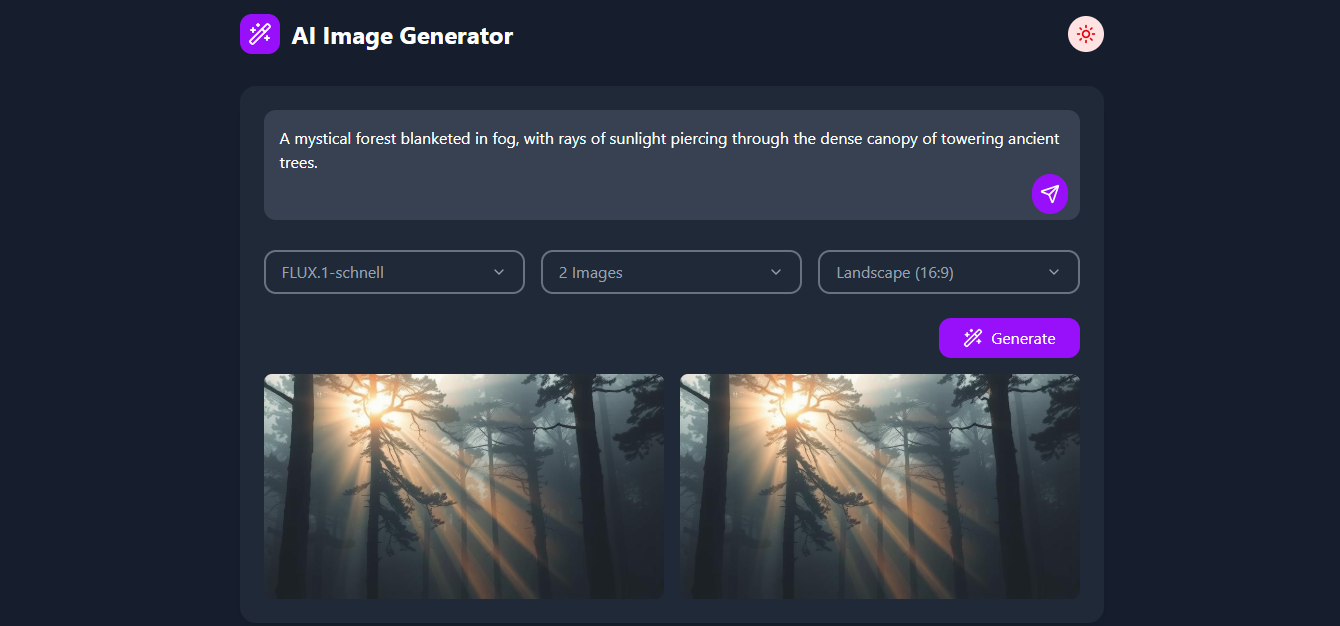 AI Image Generator
A mystical forest blanketed in fog, with rays of sunlight piercing through the dense canopy of towering ancient
trees.
FLUX.1-schnell
2 Images
Landscape (16:9)
Generate